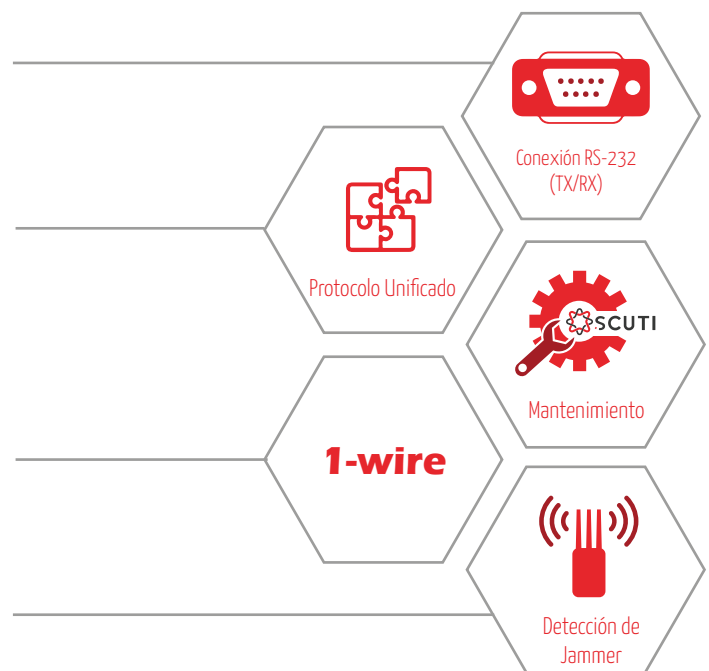 Conexión RS-232
(TX/RX)
Protocolo Unificado
SCUTI
Mantenimiento
1-wire
Detección de
Jammer